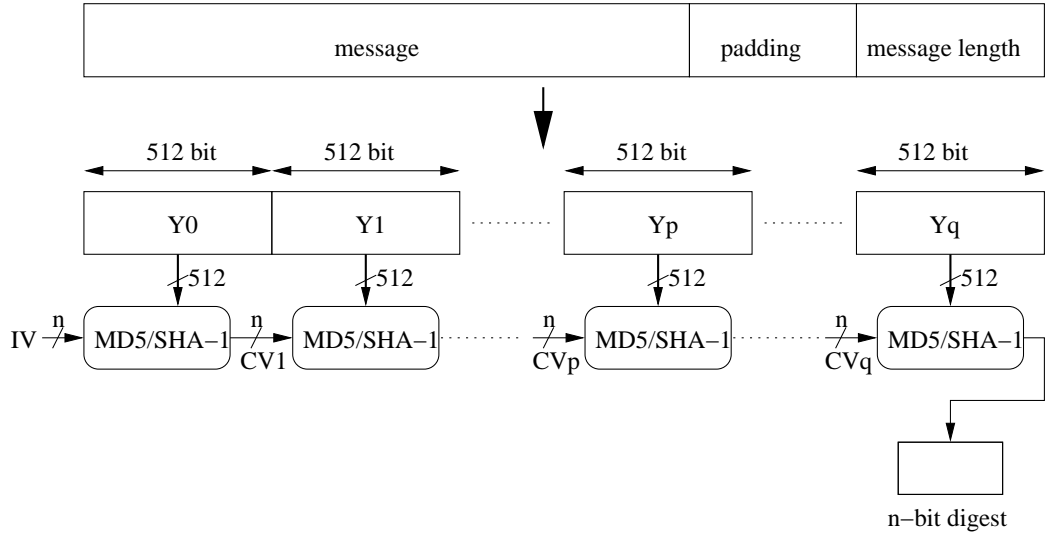 message padding message length
512 bit 512 bit 512 bit 512 bit
Y0 Y1 Yp Yq
512 512 512 512
n n n n
IV MD5/SHA−1 MD5/SHA−1 MD5/SHA−1 MD5/SHA−1
CV1 CVp CVq
n−bit digest